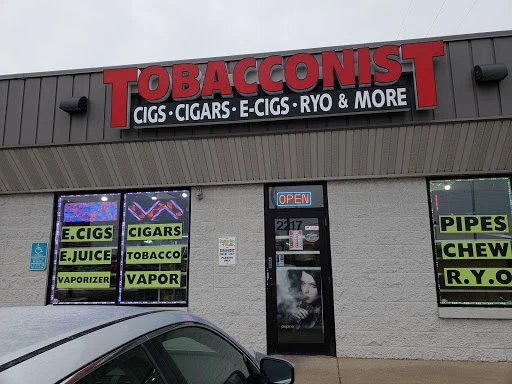 TOBACCONIST
CIGS · CIGARS · E-CIGS · RYO & MORE
OPEN
2217
E.CIGS
E.JUICE
VAPORIZER
CIGARS
TOBACCO
VAPOR
PIPES
CHEW
R.Y.O